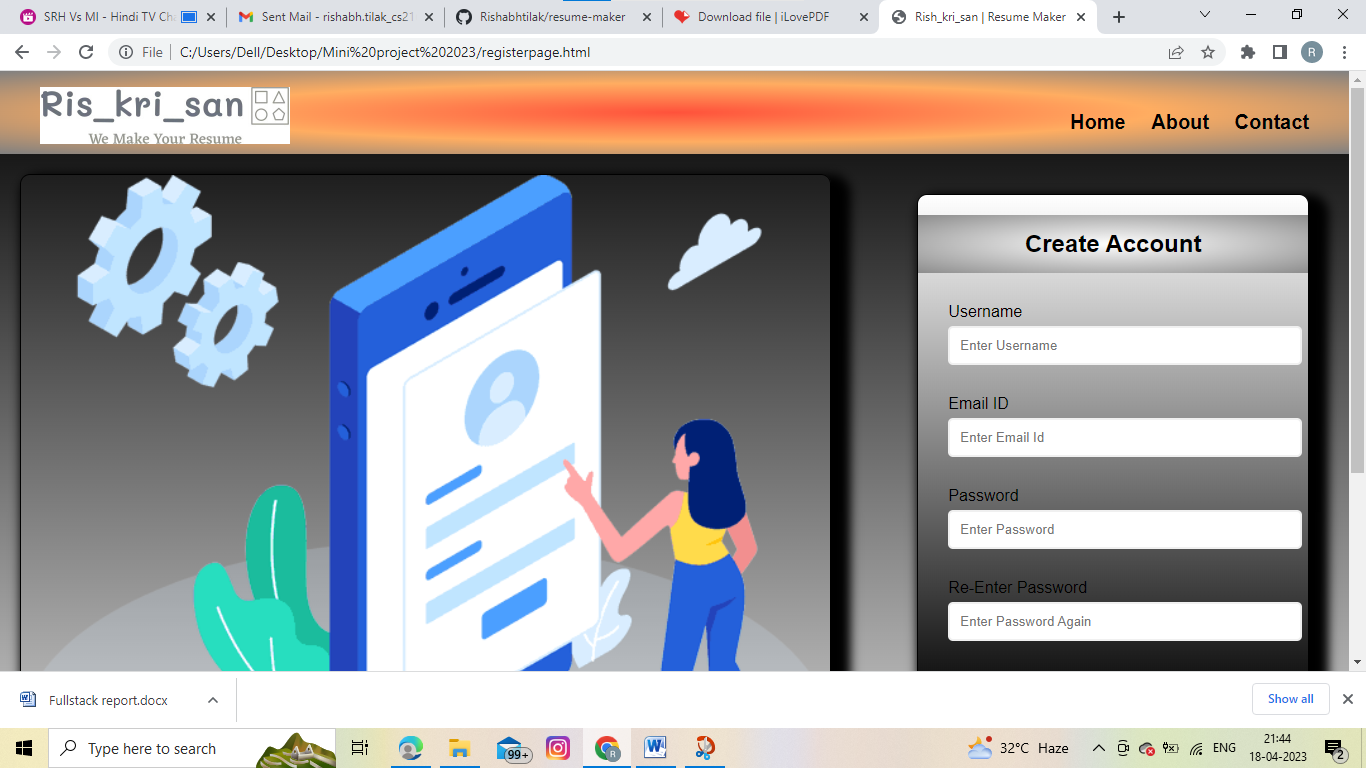 SRH Vs MI - Hindi TV Cha
Sent Mail - rishabh.tilak_cs21
Rishabhtilak/resume-maker
Download file | iLovePDF
Rish_kri_san | Resume Maker
File
C:/Users/Dell/Desktop/Mini%20project%202023/registerpage.html
R
Ris_kri_san
We Make Your Resume
Home About Contact
Create Account
Username
Enter Username
Email ID
Enter Email Id
Password
Enter Password
Re-Enter Password
Enter Password Again
Fullstack report.docx
Show all
Type here to search
99+
R
32°C Haze
ENG
21:44
18-04-2023
2